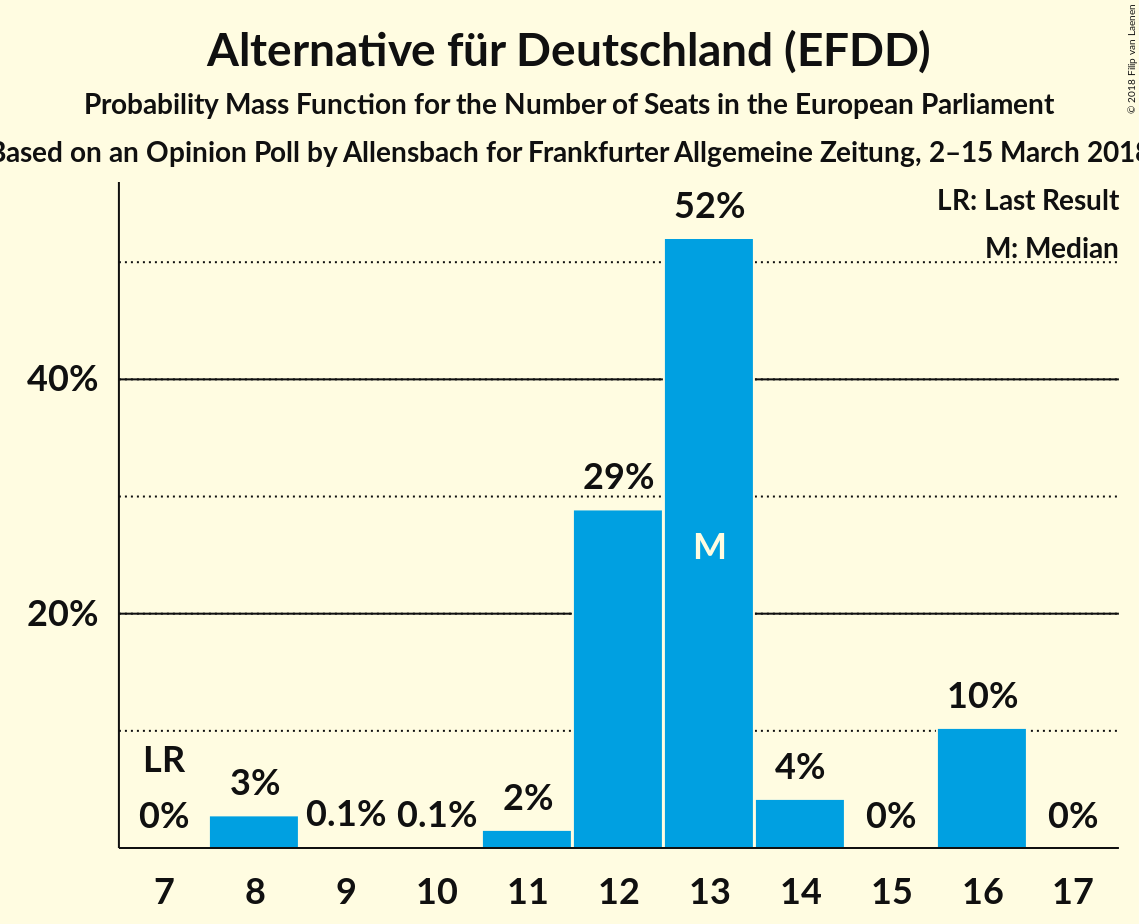 Alternative für Deutschland (EFDD)
Probability Mass Function for the Number of Seats in the European Parliament
Based on an Opinion Poll by Allensbach for Frankfurter Allgemeine Zeitung, 2–15 March 2018
© 2018 Filip van Laenen
LR: Last Result
M: Median
52%
40%
29%
M
20%
10%
LR
4%
3%
2%
0%
0.1%
0.1%
0%
0%
7 8 9 10 11 12 13 14 15 16 17